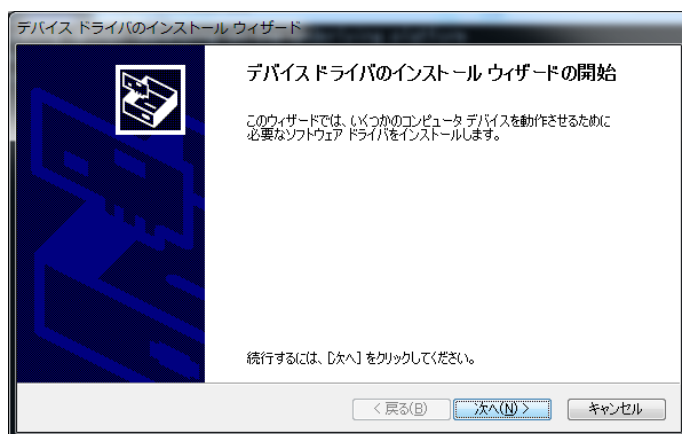 デバイス ドライバのインストール ウィザード
デバイス ドライバのインストール ウィザードの開始
このウィザードでは、いくつかのコンピュータ デバイスを動作させるために
必要なソフトウェア ドライバをインストールします。
続行するには、[次へ] をクリックしてください。
< 戻る(B)
次へ(N) >
キャンセル